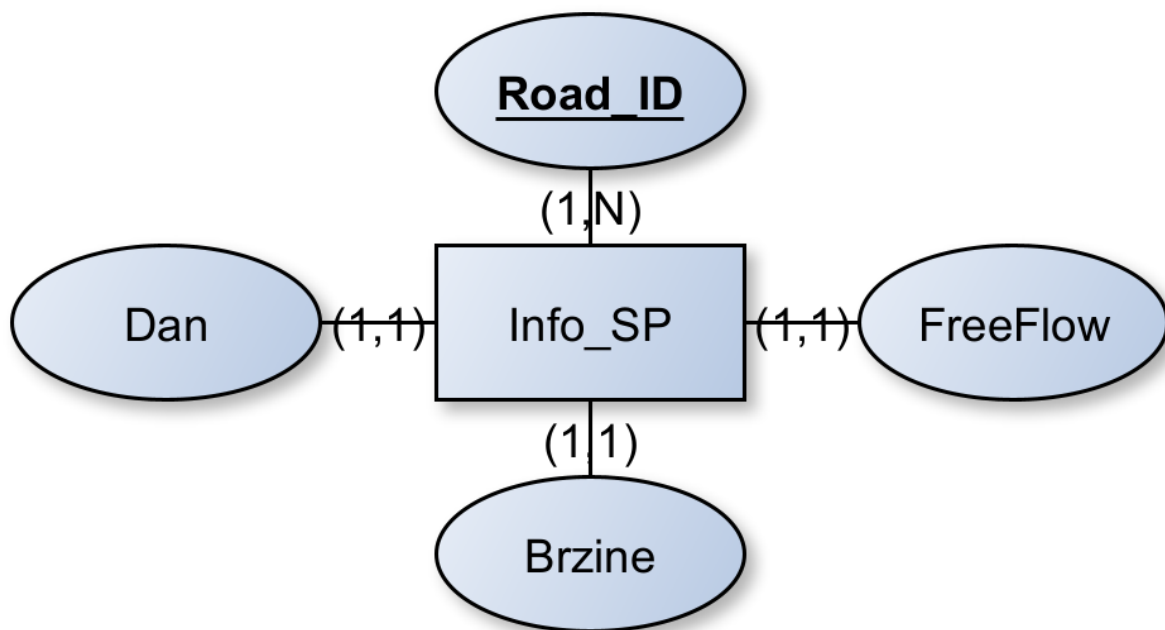 Road_ID
(1,N)
Dan
(1,1)
Info_SP
(1,1)
FreeFlow
(1,1)
Brzine